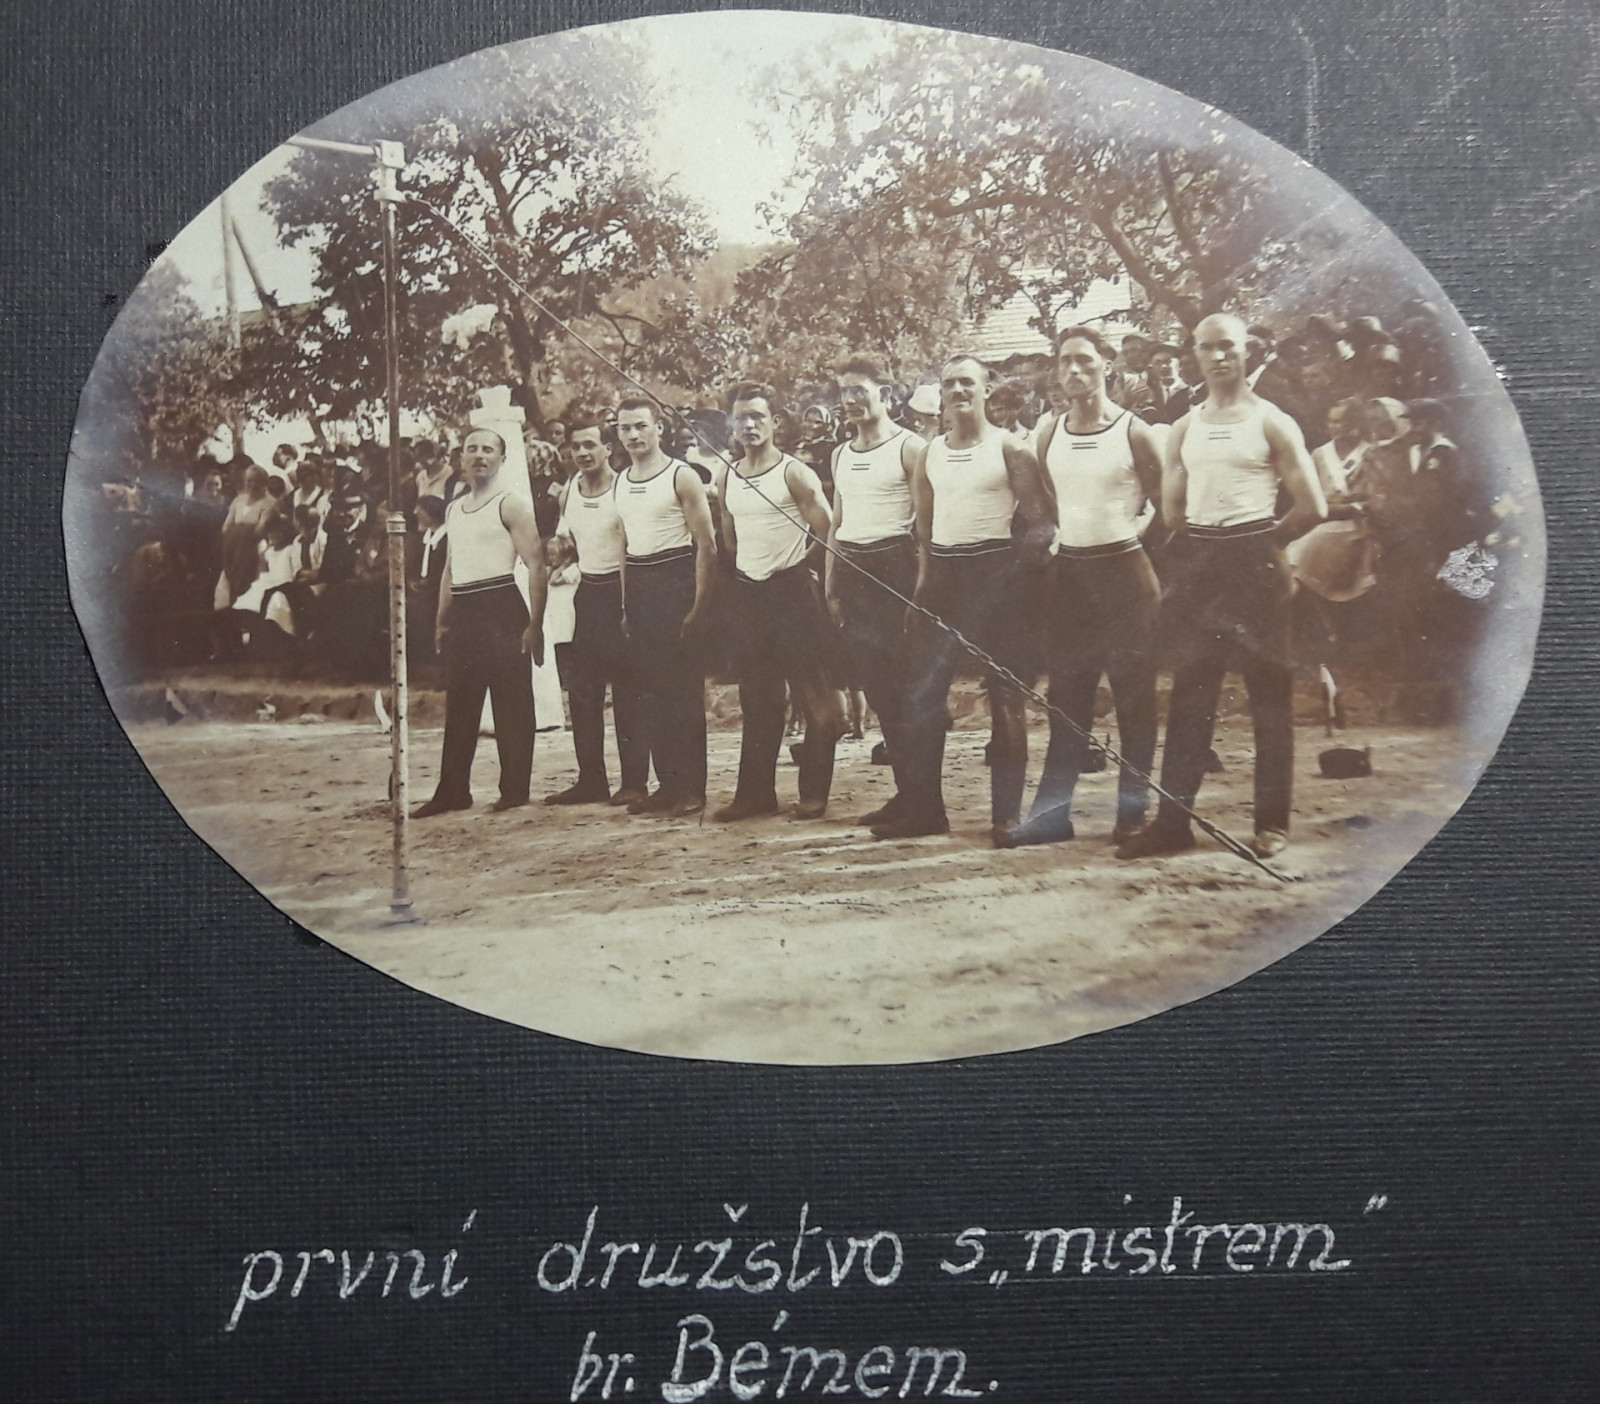 první družstvo s „mistrem“
br. Bémem.